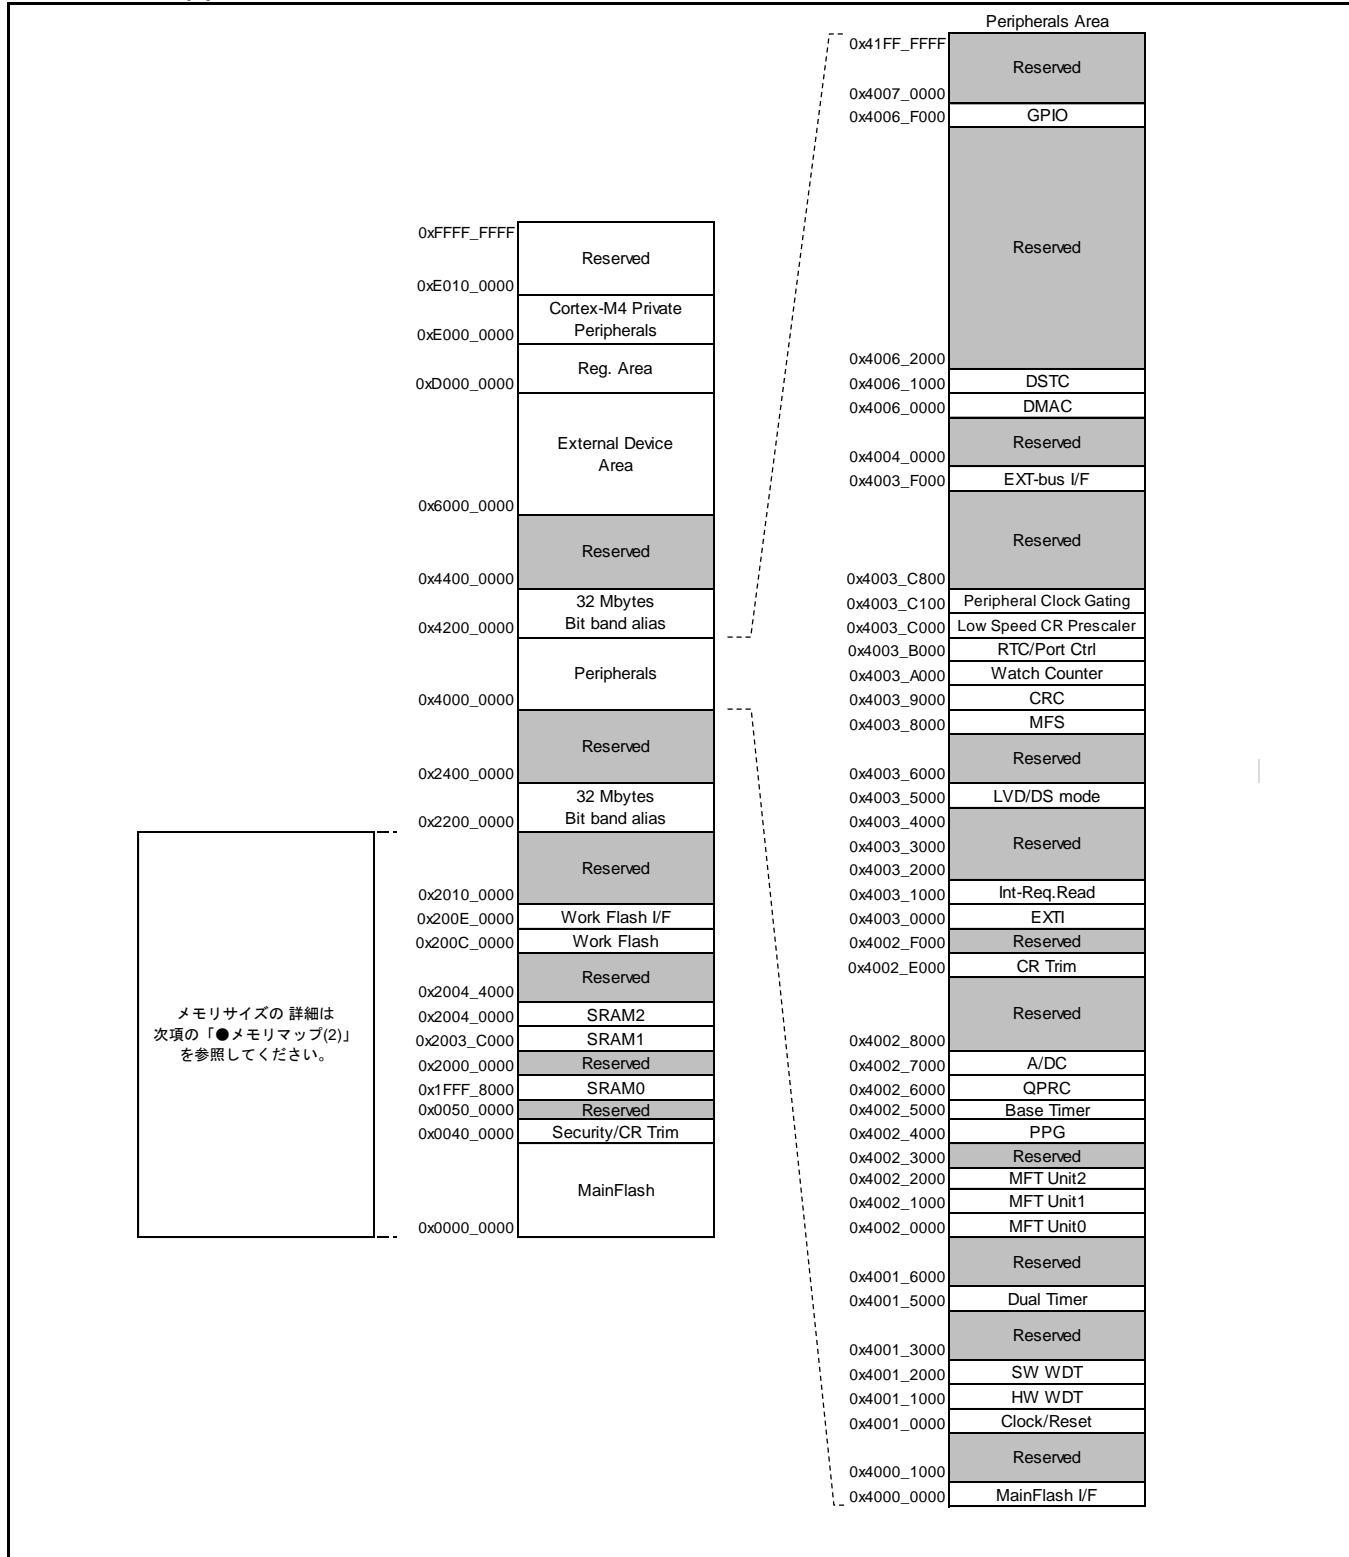 0xFFFF_FFFF
Reserved
0xE010_0000
Cortex-M4 Private
Peripherals
0xE000_0000
Reg. Area
0xD000_0000
External Device
Area
0x6000_0000
Reserved
0x4400_0000
32 Mbytes
Bit band alias
0x4200_0000
Peripherals
0x4000_0000
Reserved
0x2400_0000
32 Mbytes
Bit band alias
0x2200_0000
Reserved
0x2010_0000
0x200E_0000 Work Flash I/F
0x200C_0000 Work Flash
Reserved
0x2004_4000
0x2004_0000 SRAM2
0x2003_C000 SRAM1
0x2000_0000 Reserved
0x1FFF_8000 SRAM0
0x0050_0000 Reserved
0x0040_0000 Security/CR Trim
MainFlash
0x0000_0000
メモリサイズの 詳細は
次項の「●メモリマップ(2)」
を参照してください。
Peripherals Area
0x41FF_FFFF
Reserved
0x4007_0000
0x4006_F000 GPIO
Reserved
0x4006_2000
0x4006_1000 DSTC
0x4006_0000 DMAC
Reserved
0x4004_0000
0x4003_F000 EXT-bus I/F
Reserved
0x4003_C800
0x4003_C100 Peripheral Clock Gating
0x4003_C000 Low Speed CR Prescaler
0x4003_B000 RTC/Port Ctrl
0x4003_A000 Watch Counter
0x4003_9000 CRC
0x4003_8000 MFS
Reserved
0x4003_6000
0x4003_5000 LVD/DS mode
0x4003_4000
0x4003_3000 Reserved
0x4003_2000
0x4003_1000 Int-Req.Read
0x4003_0000 EXTI
0x4002_F000 Reserved
0x4002_E000 CR Trim
Reserved
0x4002_8000
0x4002_7000 A/DC
0x4002_6000 QPRC
0x4002_5000 Base Timer
0x4002_4000 PPG
0x4002_3000 Reserved
0x4002_2000 MFT Unit2
0x4002_1000 MFT Unit1
0x4002_0000 MFT Unit0
Reserved
0x4001_6000
0x4001_5000 Dual Timer
Reserved
0x4001_3000
0x4001_2000 SW WDT
0x4001_1000 HW WDT
0x4001_0000 Clock/Reset
Reserved
0x4000_1000
0x4000_0000 MainFlash I/F